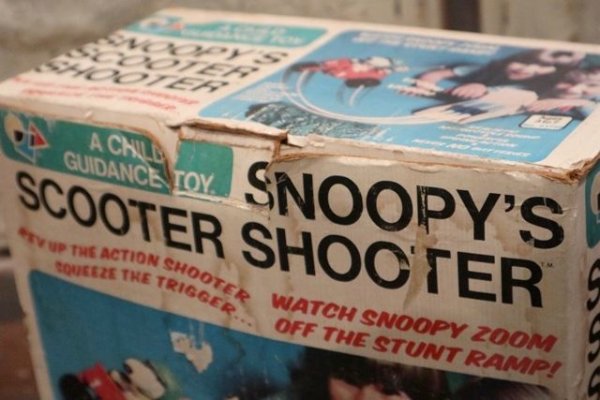 SNOOPY'S
SCOOTER
SHOOTER
A CHILD
GUIDANCE TOY.
SNOOPY'S
SCOOTER SHOOTER™
REV UP THE ACTION SHOOTER
SQUEEZE THE TRIGGER...
WATCH SNOOPY ZOOM
OFF THE STUNT RAMP!